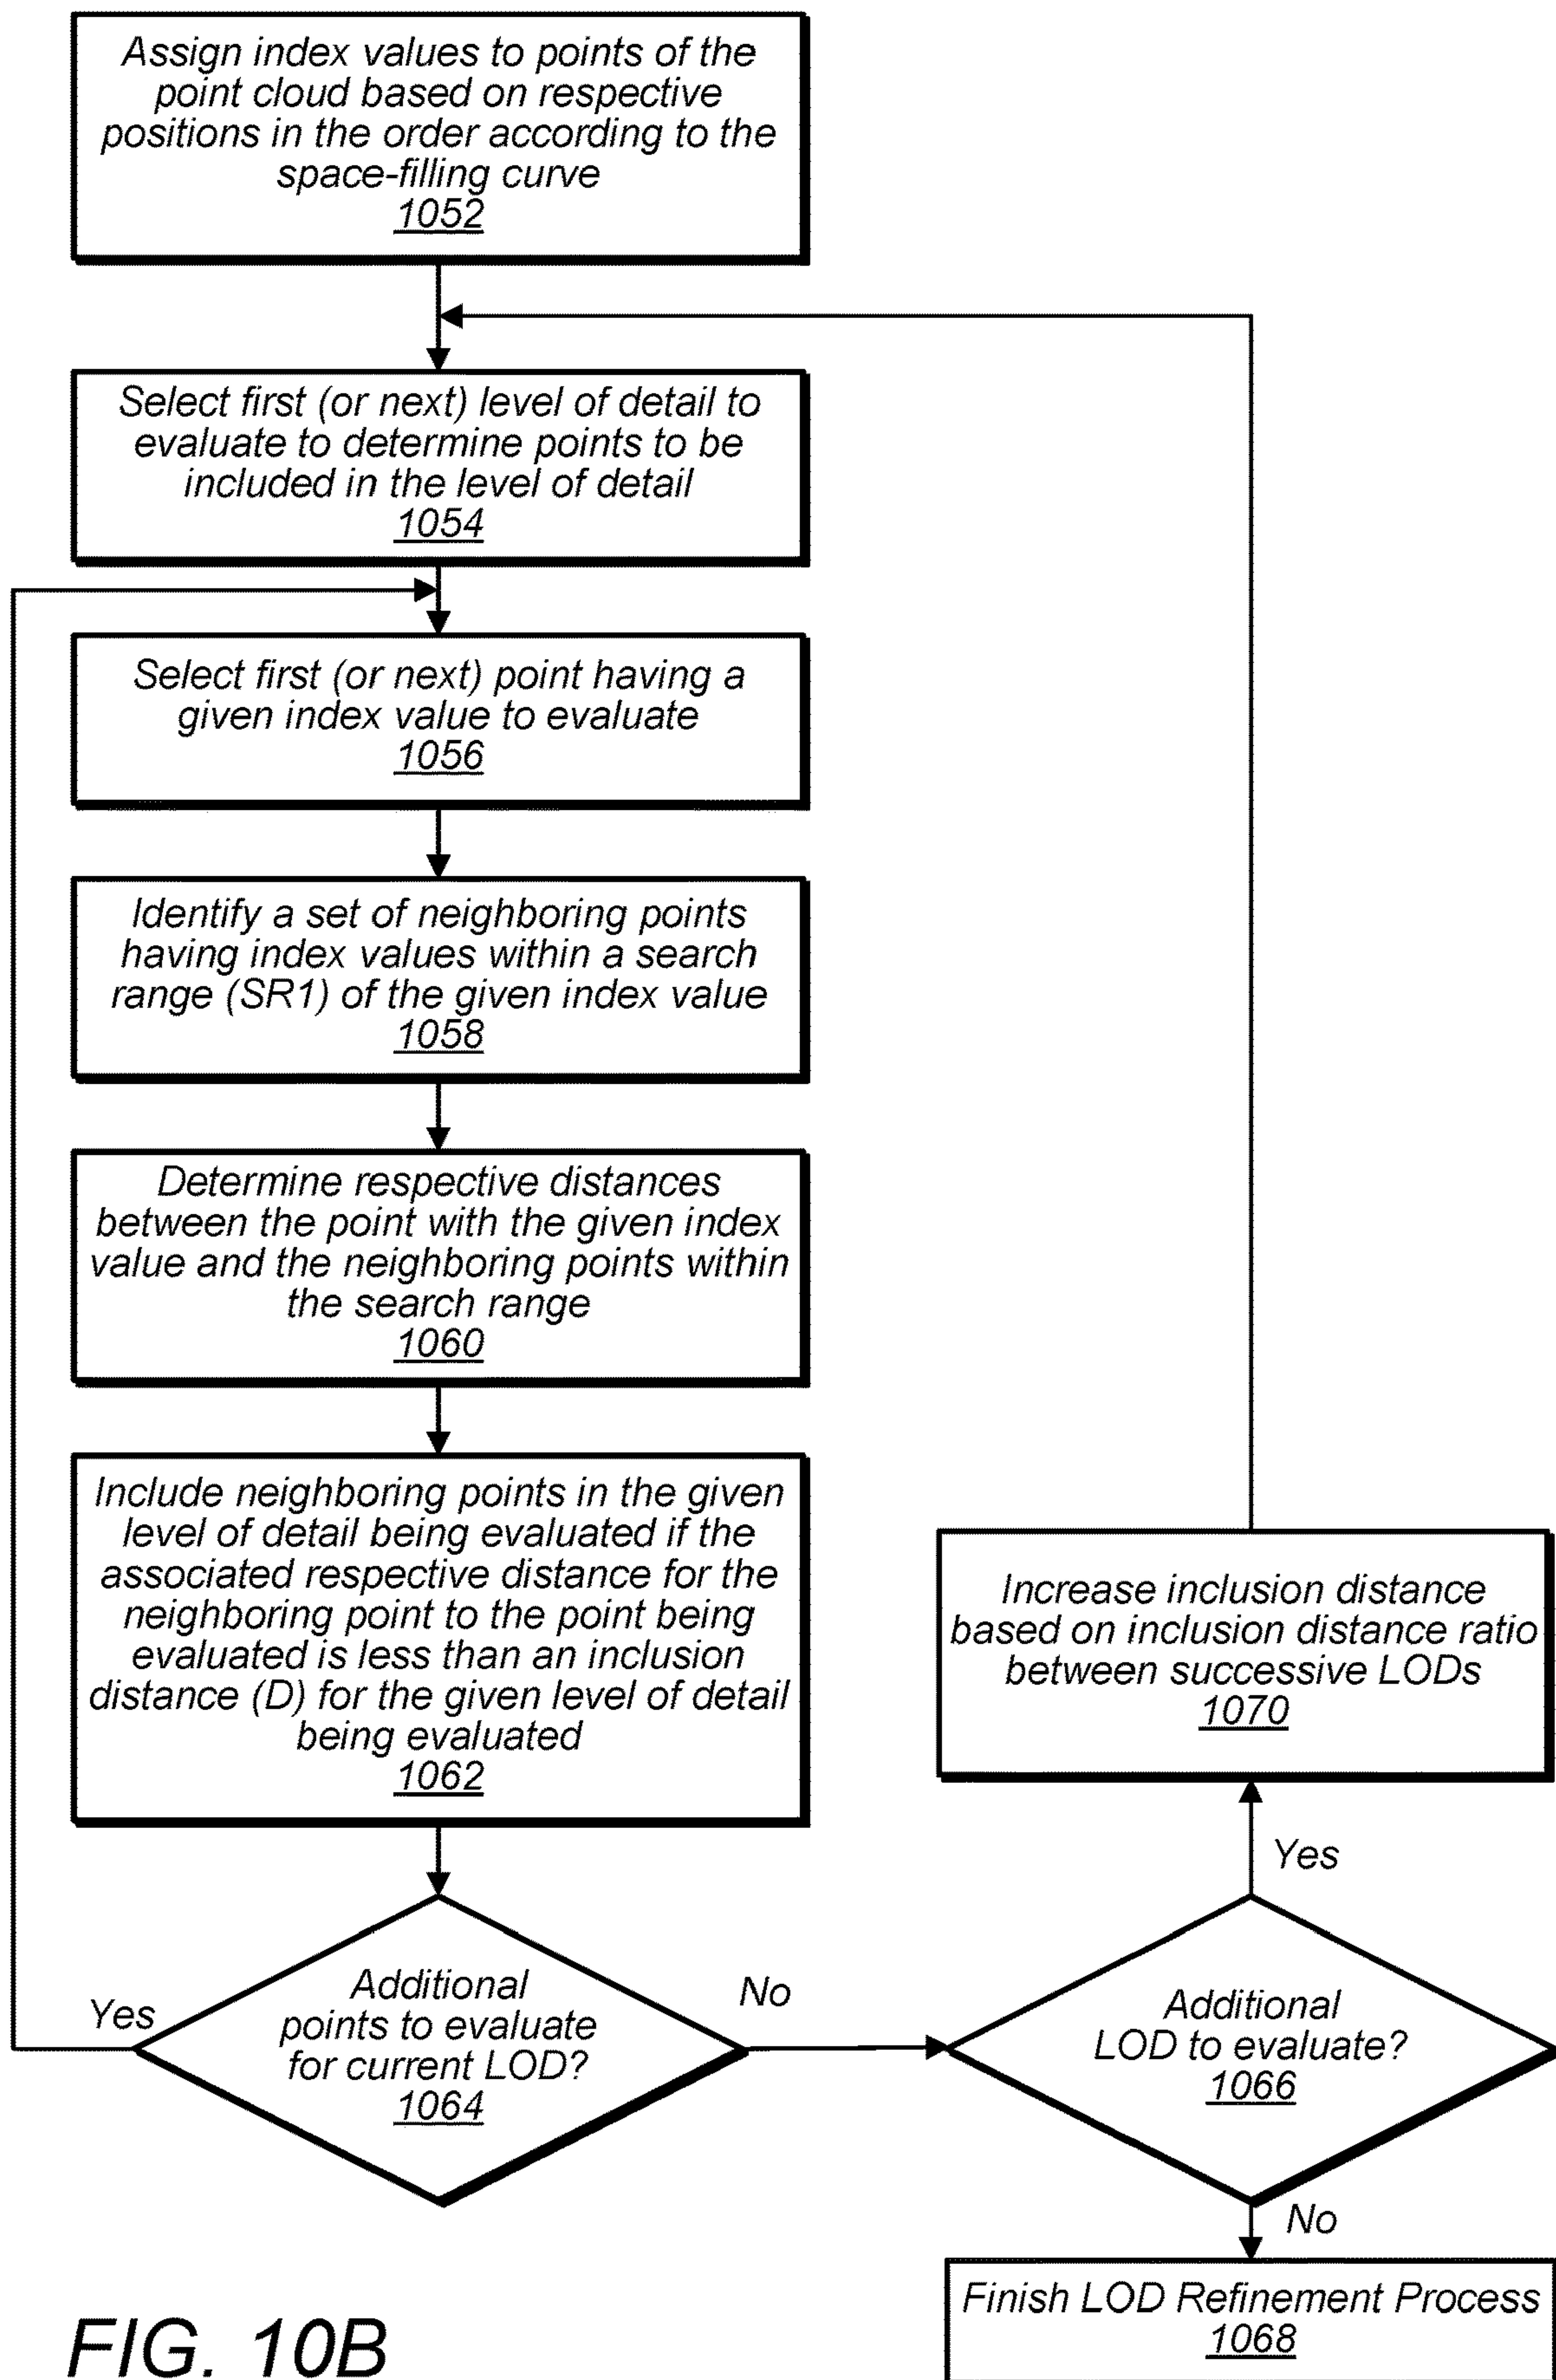 Assign index values to points of the
point cloud based on respective
positions in the order according to the
space-filling curve
1052
Select first (or next) level of detail to
evaluate to determine points to be
included in the level of detail
1054
Select first (or next) point having a
given index value to evaluate
1056
Identify a set of neighboring points
having index values within a search
range (SR1) of the given index value
1058
Determine respective distances
between the point with the given index
value and the neighboring points within
the search range
1060
Include neighboring points in the given
level of detail being evaluated if the
associated respective distance for the
neighboring point to the point being
evaluated is less than an inclusion
distance (D) for the given level of detail
being evaluated
1062
Increase inclusion distance
based on inclusion distance ratio
between successive LODs
1070
Yes
Additional
points to evaluate
for current LOD?
1064
Yes
No
Additional
LOD to evaluate?
1066
No
Finish LOD Refinement Process
1068
FIG. 10B